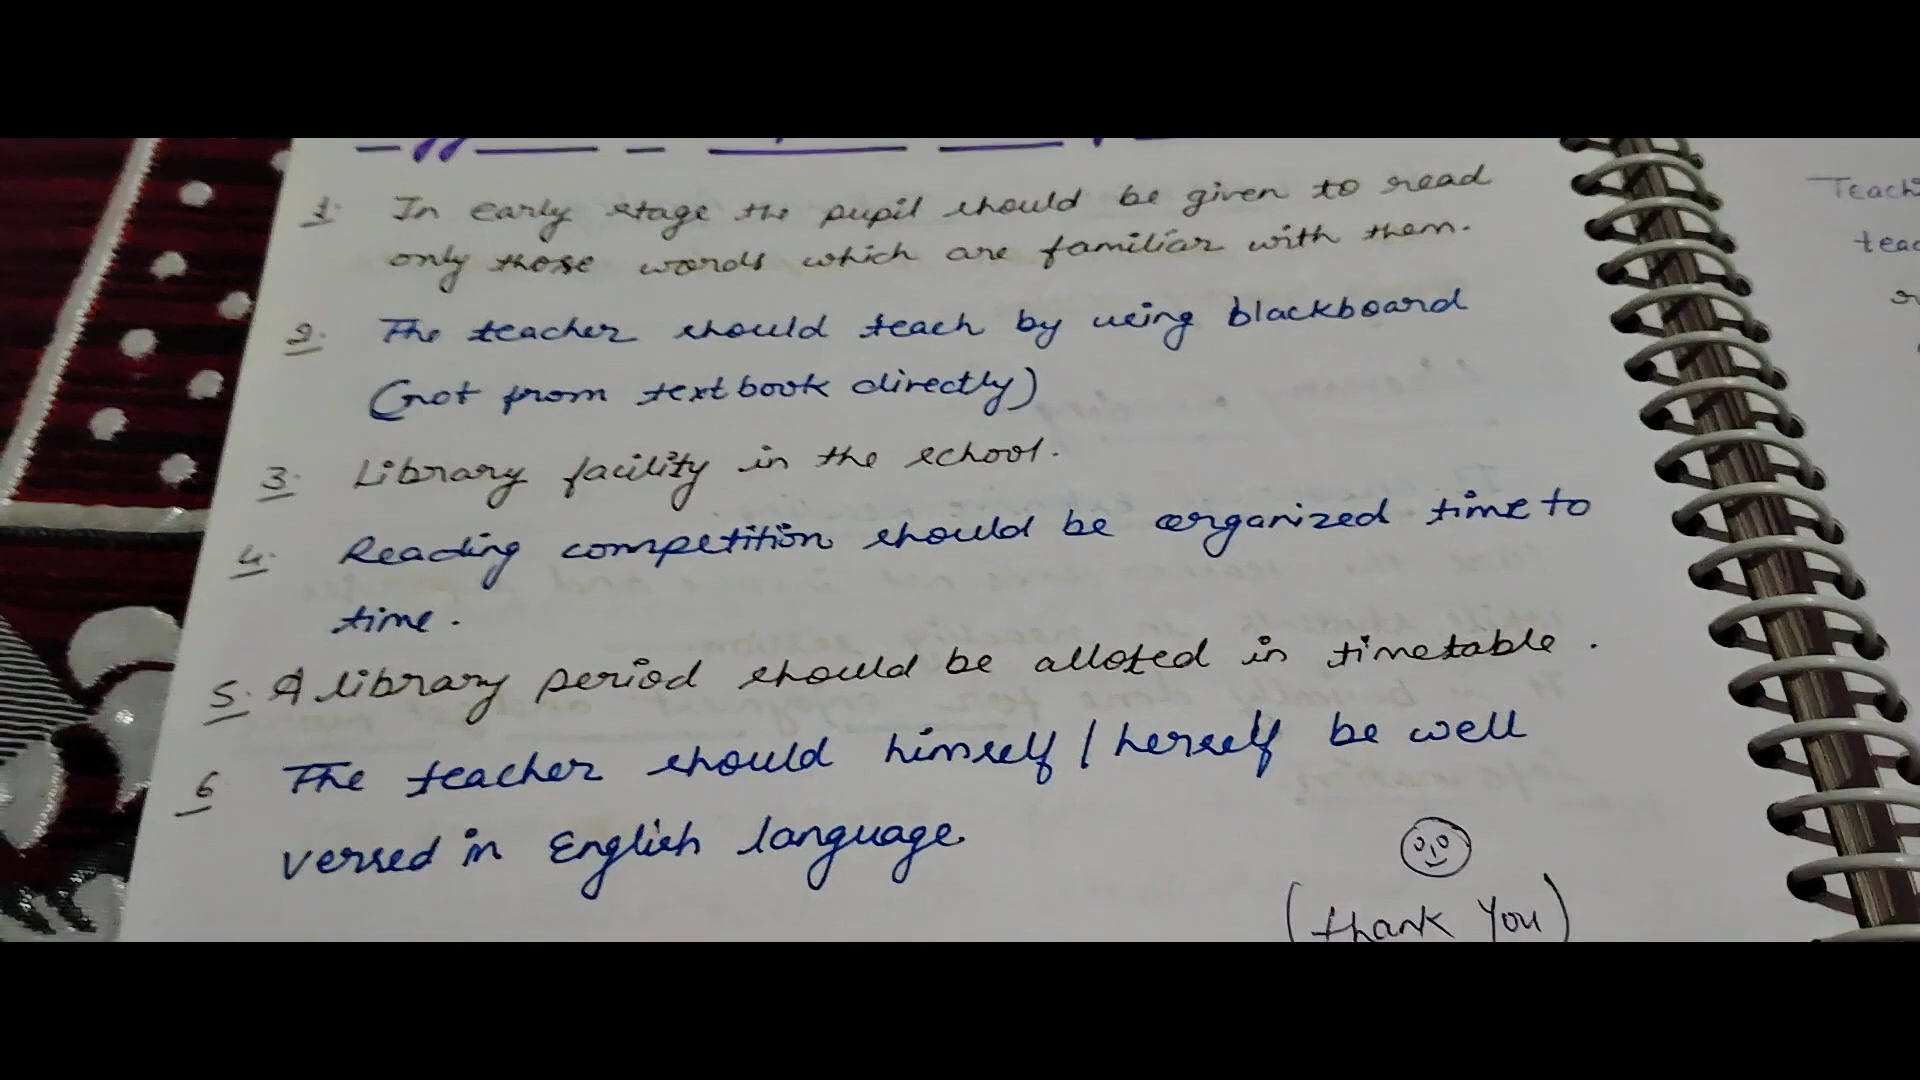 1. In early stage the pupil should be given to read
only those words which are familiar with them.
2. The teacher should teach by using blackboard
(not from textbook directly)
3. Library facility in the school.
4. Reading competition should be organized time to
time.
5. A library period should be alloted in timetable.
6 The teacher should himself / herself be well
versed in English language
(thank You)
Teach
teac